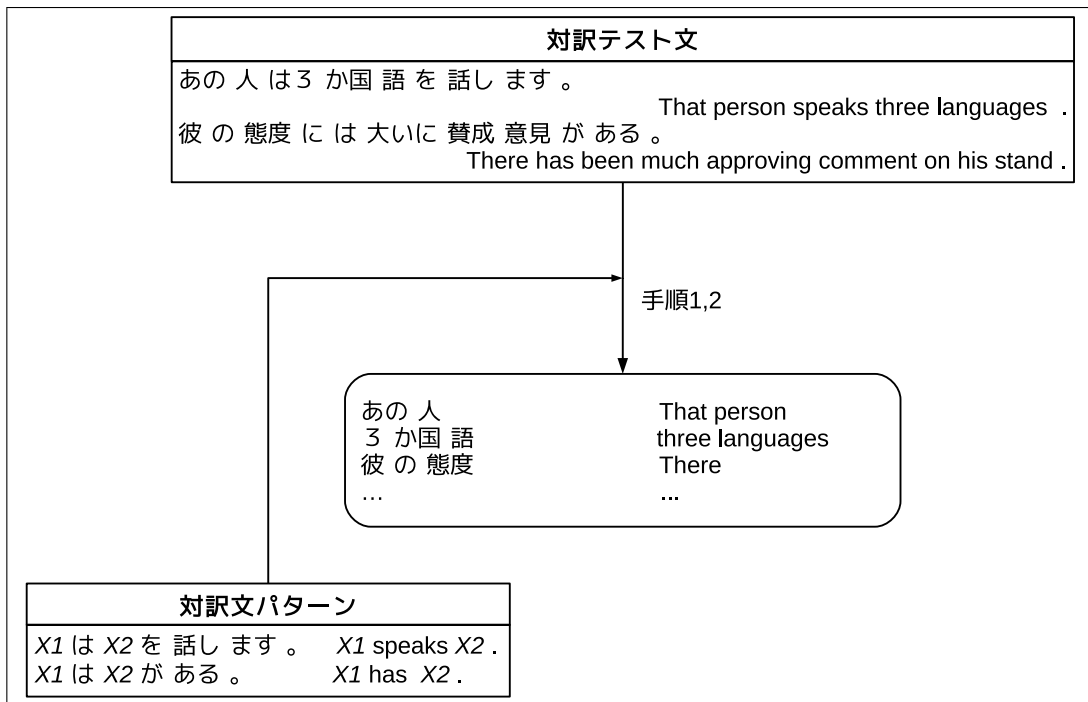 対訳テスト文
あの 人 は３ か国 語 を 話し ます 。
That person speaks three languages .
彼 の 態度 に は 大いに 賛成 意見 が ある 。
There has been much approving comment on his stand .
手順1,2
あの 人 That person
３ か国 語 three languages
彼 の 態度 There
… ...
対訳文パターン
X1 は X2 を 話し ます 。 X1 speaks X2 .
X1 は X2 が ある 。 X1 has X2 .